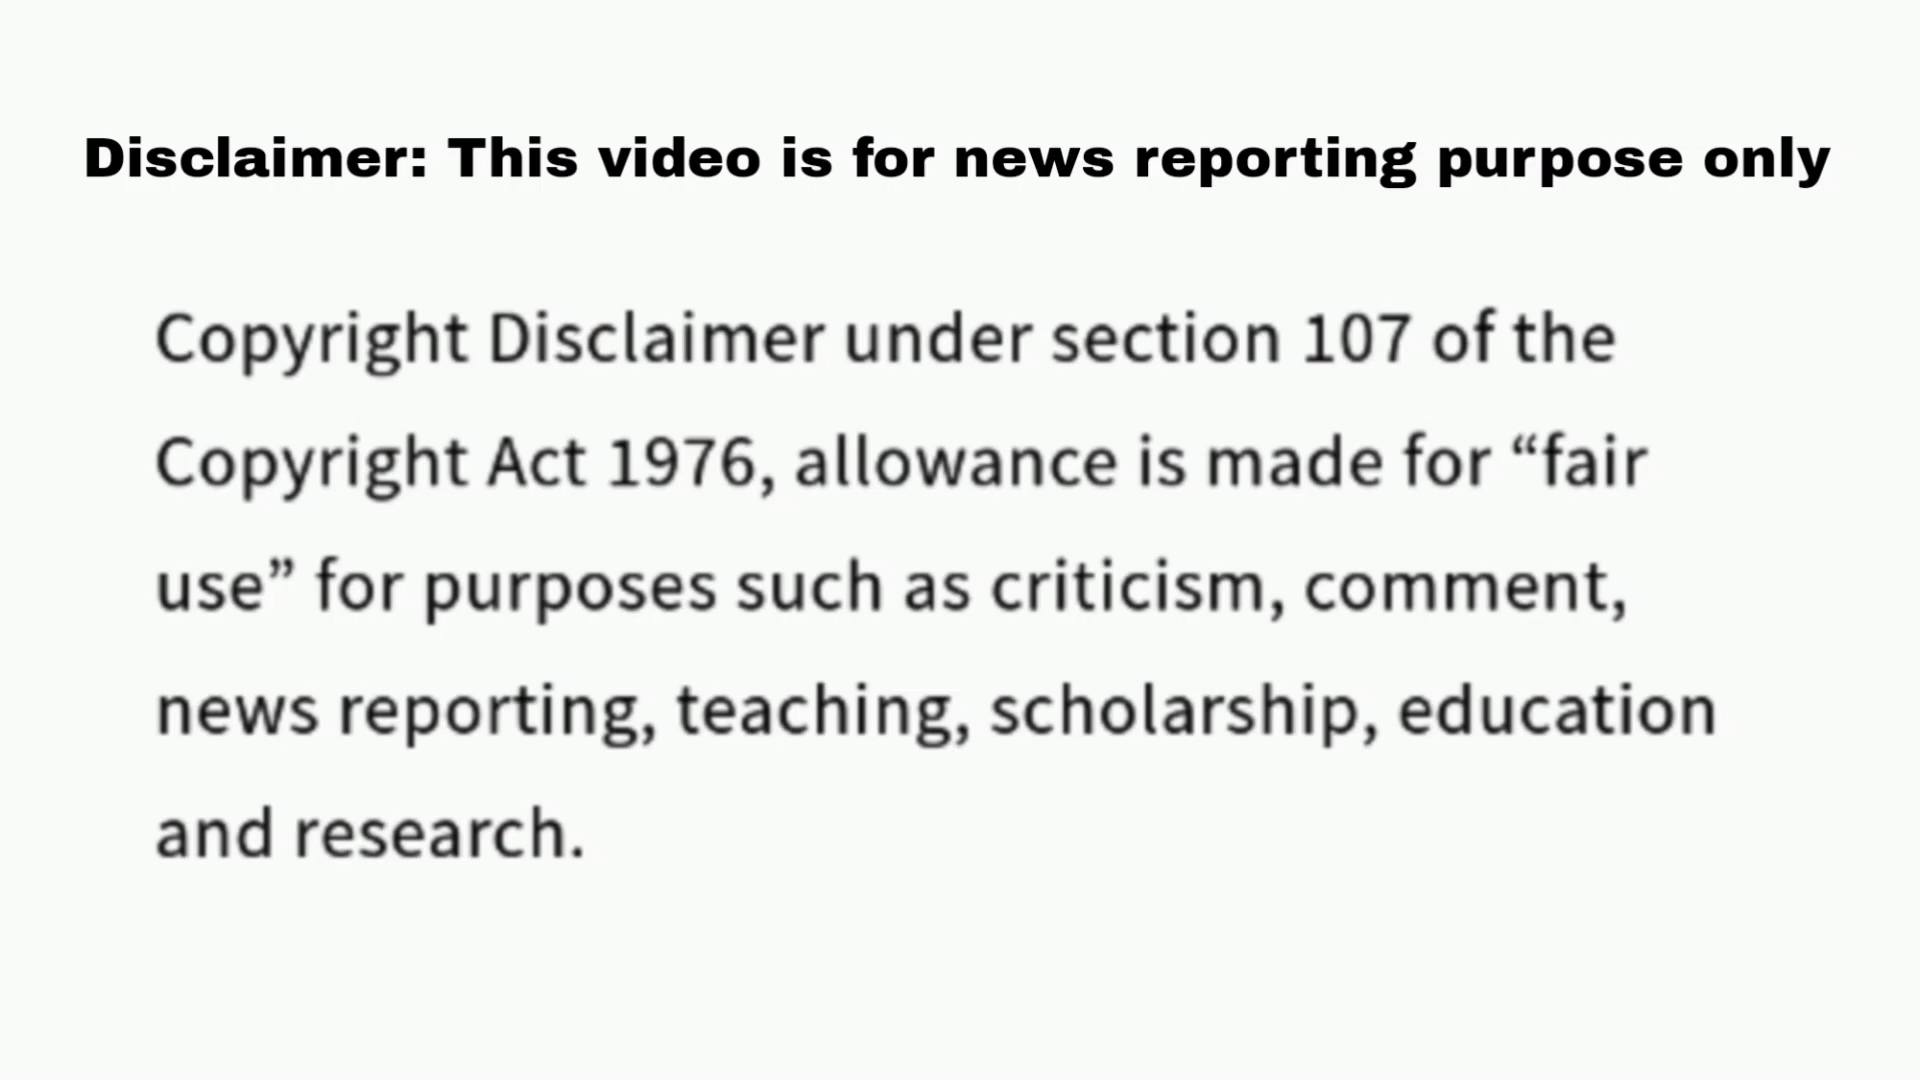 Disclaimer: This video is for news reporting purpose only
Copyright Disclaimer under section 107 of the
Copyright Act 1976, allowance is made for “fair
use” for purposes such as criticism, comment,
news reporting, teaching, scholarship, education
and research.